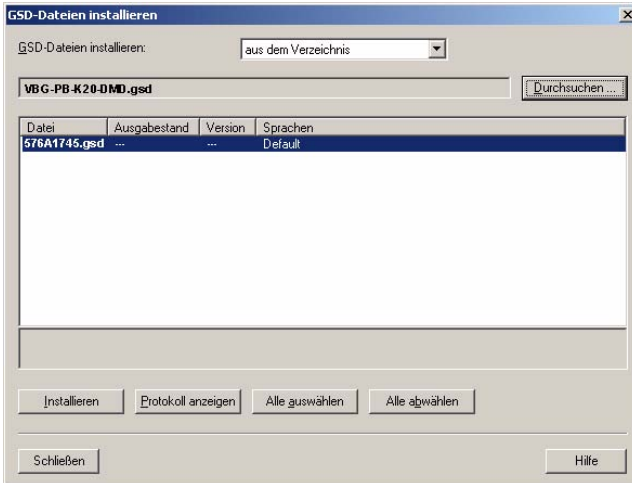 GSD-Dateien installieren
GSD-Dateien installieren: aus dem Verzeichnis
VBG-PB-K20-DMD.gsd Durchsuchen ...
Datei Ausgabestand Version Sprachen
576A1745.gsd --- --- Default
Installieren Protokoll anzeigen Alle auswählen Alle abwählen
Schließen Hilfe